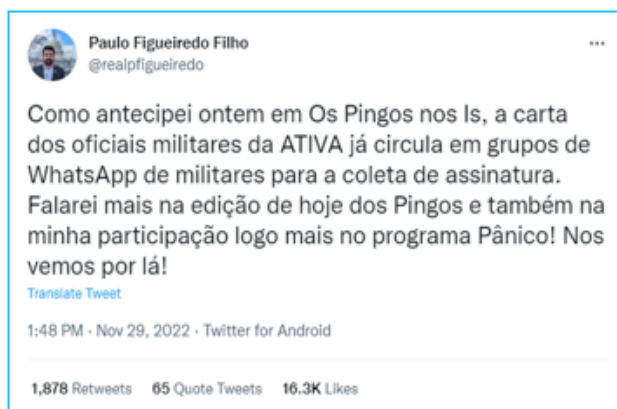 Paulo Figueiredo Filho
@realpfigueiredo
...
Como antecipei ontem em Os Pingos nos Is, a carta
dos oficiais militares da ATIVA já circula em grupos de
WhatsApp de militares para a coleta de assinatura.
Falarei mais na edição de hoje dos Pingos e também na
minha participação logo mais no programa Pânico! Nos
vemos por lá!
Translate Tweet
1:48 PM · Nov 29, 2022 · Twitter for Android
1,878 Retweets 65 Quote Tweets 16.3K Likes